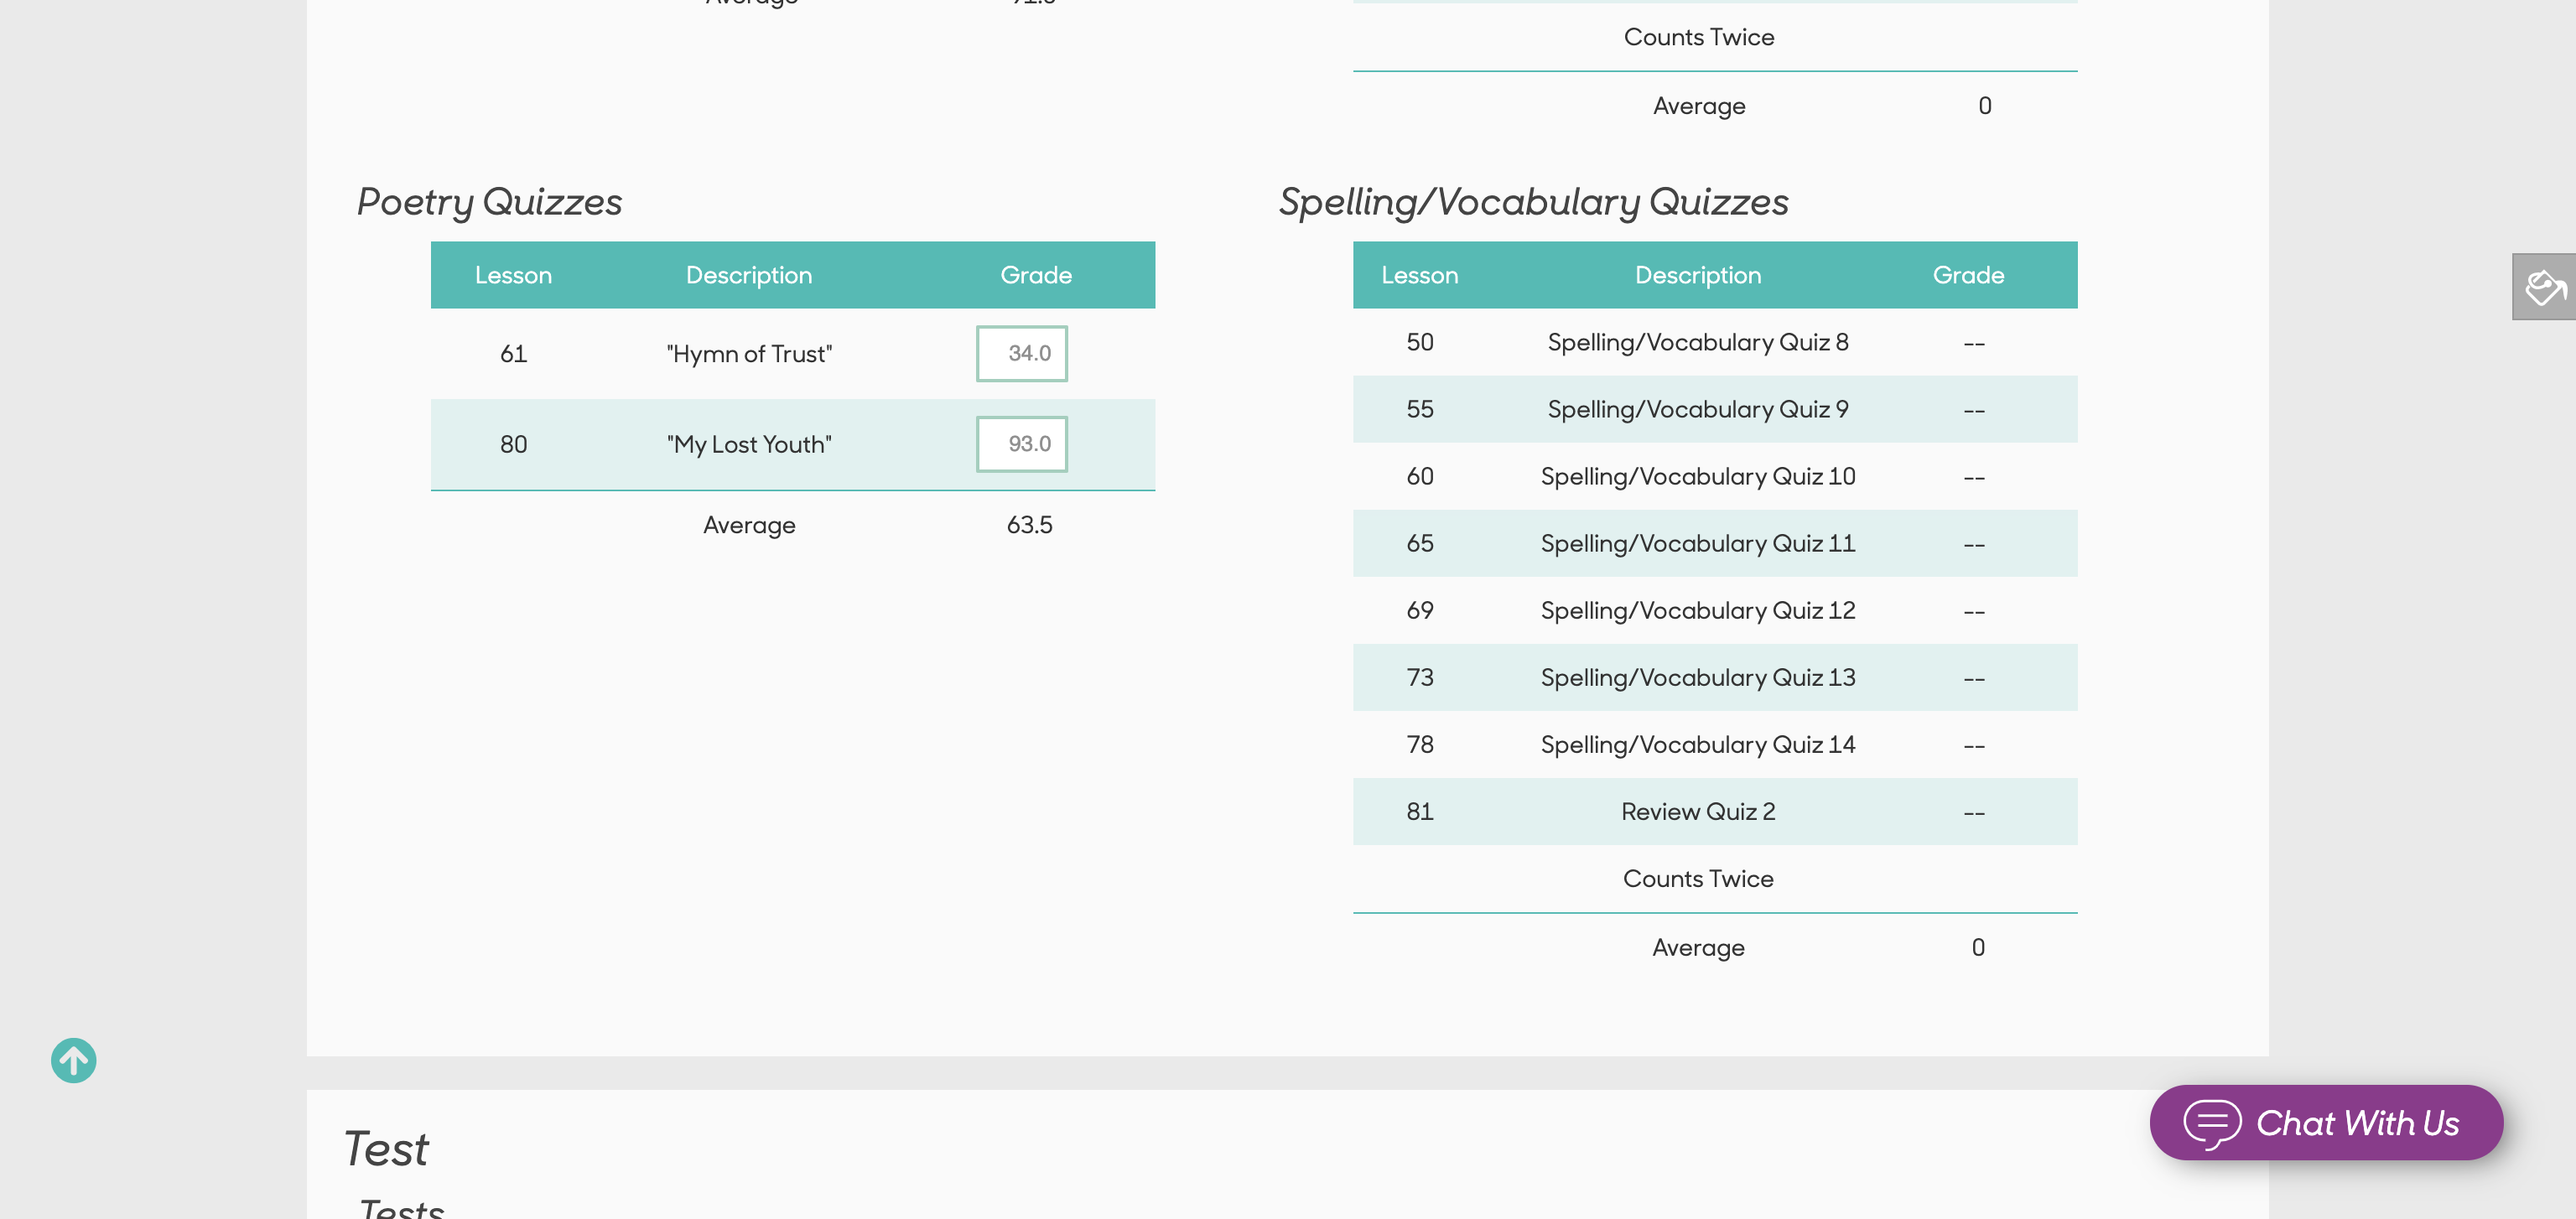 Average
Counts Twice
Average 0
Poetry Quizzes
Lesson Description Grade
61 "Hymn of Trust" 34.0
80 "My Lost Youth" 93.0
Average 63.5
Spelling/Vocabulary Quizzes
Lesson Description Grade
50 Spelling/Vocabulary Quiz 8 --
55 Spelling/Vocabulary Quiz 9 --
60 Spelling/Vocabulary Quiz 10 --
65 Spelling/Vocabulary Quiz 11 --
69 Spelling/Vocabulary Quiz 12 --
73 Spelling/Vocabulary Quiz 13 --
78 Spelling/Vocabulary Quiz 14 --
81 Review Quiz 2 --
Counts Twice
Average 0
Test
Tests
Chat With Us